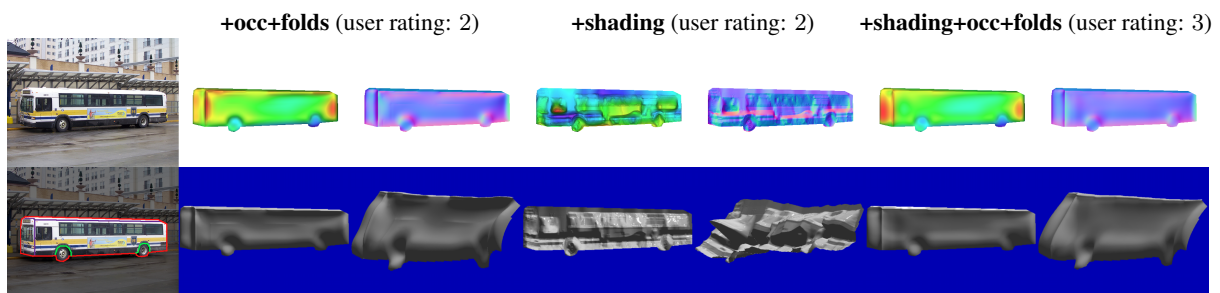 +occ+folds (user rating: 2) +shading (user rating: 2) +shading+occ+folds (user rating: 3)